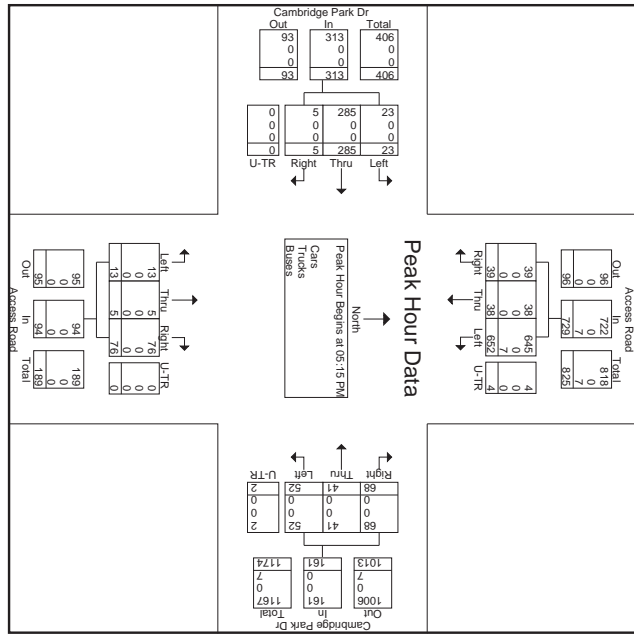 Cambridge Park Dr
Out In Total
93 313 406
0 0 0
0 0 0
93 313 406
0 5 285 23
0 0 0 0
0 0 0 0
0 5 285 23
U-TR Right Thru Left
Left Thru Right U-TR
13 5 76 0
0 0 0 0
0 0 0 0
13 5 76 0
95 94 189
0 0 0
0 0 0
95 94 189
Out In Total
Access Road
Peak Hour Data
North
Peak Hour Begins at 05:15 PM
Cars
Trucks
Buses
Access Road
Out In Total
96 722 818
0 0 0
0 7 7
96 729 825
39 38 645 4
0 0 0 0
0 0 7 0
39 38 652 4
Right Thru Left U-TR
Cambridge Park Dr
Out In Total
1006 161 1167
0 0 0
7 0 7
1013 161 1174
68 41 52 2
0 0 0 0
0 0 0 0
68 41 52 2
Right Thru Left U-TR